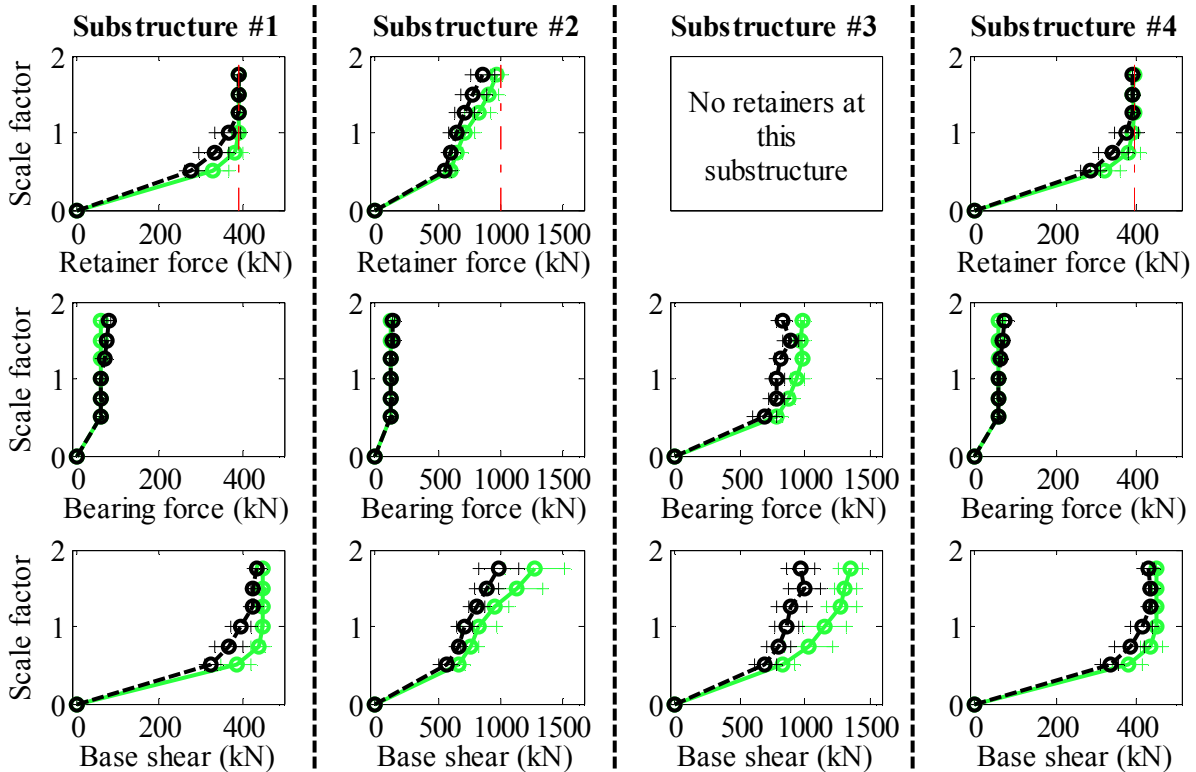 Substructure #1 Substructure #2 Substructure #3 Substructure #4
2 2 2
Scale factor
1 1 No retainers at this substructure 1
0 0 0
0 200 400 0 500 1000 1500 0 200 400
Retainer force (kN) Retainer force (kN) Retainer force (kN)
2 2 2 2
Scale factor
1 1 1 1
0 0 0 0
0 200 400 0 500 1000 1500 0 500 1000 1500 0 200 400
Bearing force (kN) Bearing force (kN) Bearing force (kN) Bearing force (kN)
2 2 2 2
Scale factor
1 1 1 1
0 0 0 0
0 200 400 0 500 1000 1500 0 500 1000 1500 0 200 400
Base shear (kN) Base shear (kN) Base shear (kN) Base shear (kN)